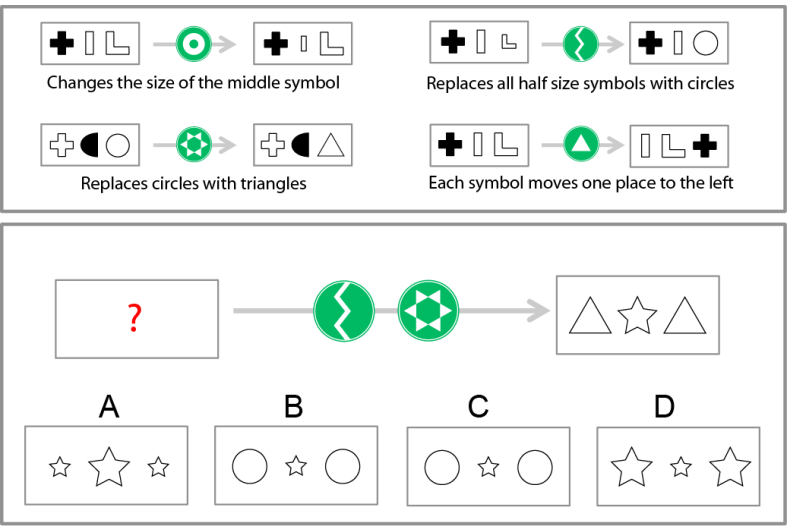 Changes the size of the middle symbol
Replaces all half size symbols with circles
Replaces circles with triangles
Each symbol moves one place to the left
?
A
B
C
D